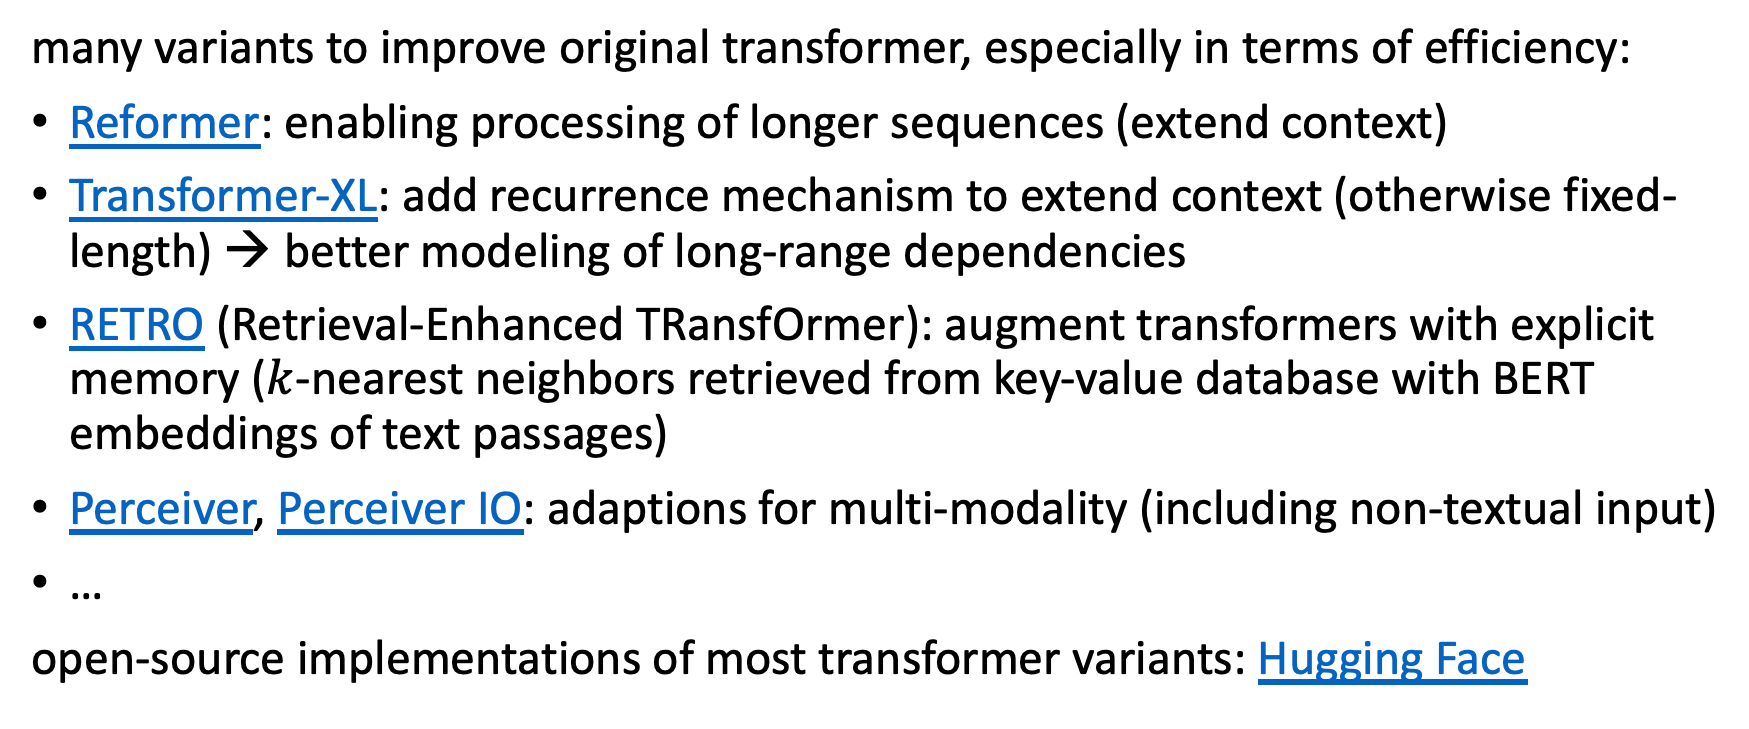 many variants to improve original transformer, especially in terms of efficiency:
• Reformer: enabling processing of longer sequences (extend context)
• Transformer-XL: add recurrence mechanism to extend context (otherwise fixed-
length) → better modeling of long-range dependencies
• RETRO (Retrieval-Enhanced TRansfOrmer): augment transformers with explicit
memory (k-nearest neighbors retrieved from key-value database with BERT
embeddings of text passages)
• Perceiver, Perceiver IO: adaptions for multi-modality (including non-textual input)
• …
open-source implementations of most transformer variants: Hugging Face